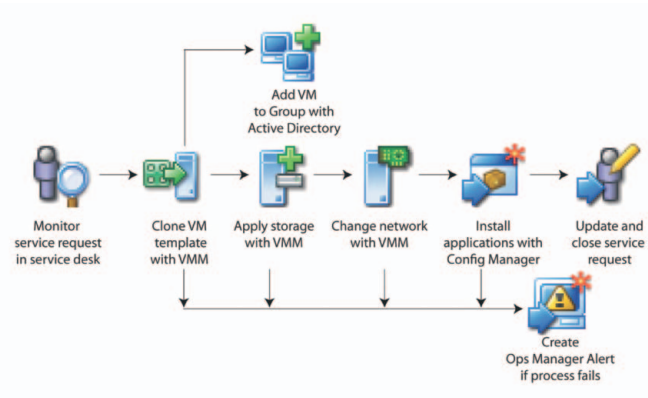 Add VM
to Group with
Active Directory
Monitor
service request
in service desk
Clone VM
template
with VMM
Apply storage
with VMM
Change network
with VMM
Install
applications with
Config Manager
Update and
close service
request
Create
Ops Manager Alert
if process fails